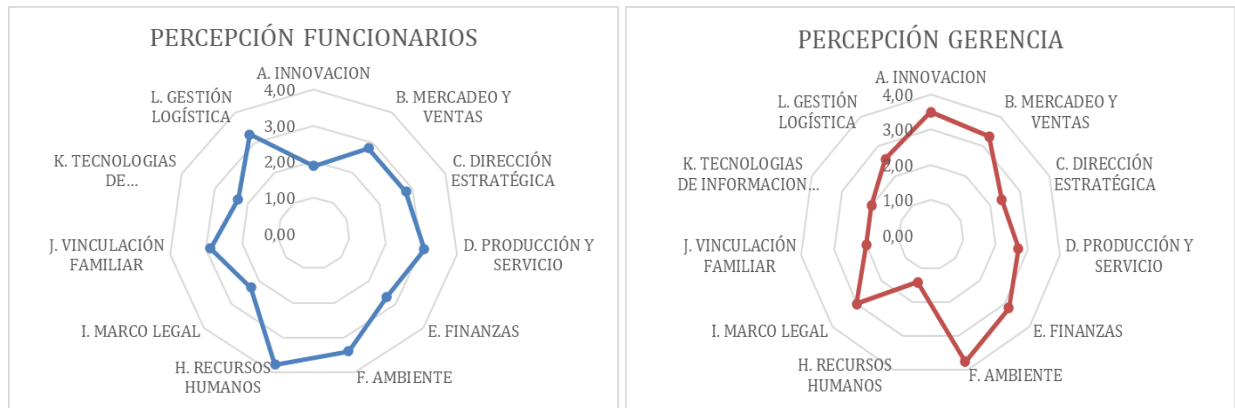 PERCEPCIÓN FUNCIONARIOS
A. INNOVACION
4,00
3,00
2,00
1,00
0,00
B. MERCADEO Y
VENTAS
C. DIRECCIÓN
ESTRATÉGICA
D. PRODUCCIÓN Y
SERVICIO
E. FINANZAS
F. AMBIENTE
H. RECURSOS
HUMANOS
I. MARCO LEGAL
J. VINCULACIÓN
FAMILIAR
K. TECNOLOGIAS
DE...
L. GESTIÓN
LOGÍSTICA
PERCEPCIÓN GERENCIA
A. INNOVACION
4,00
3,00
2,00
1,00
0,00
B. MERCADEO Y
VENTAS
C. DIRECCIÓN
ESTRATÉGICA
D. PRODUCCIÓN Y
SERVICIO
E. FINANZAS
F. AMBIENTE
H. RECURSOS
HUMANOS
I. MARCO LEGAL
J. VINCULACIÓN
FAMILIAR
K. TECNOLOGIAS
DE INFORMACION...
L. GESTIÓN
LOGÍSTICA